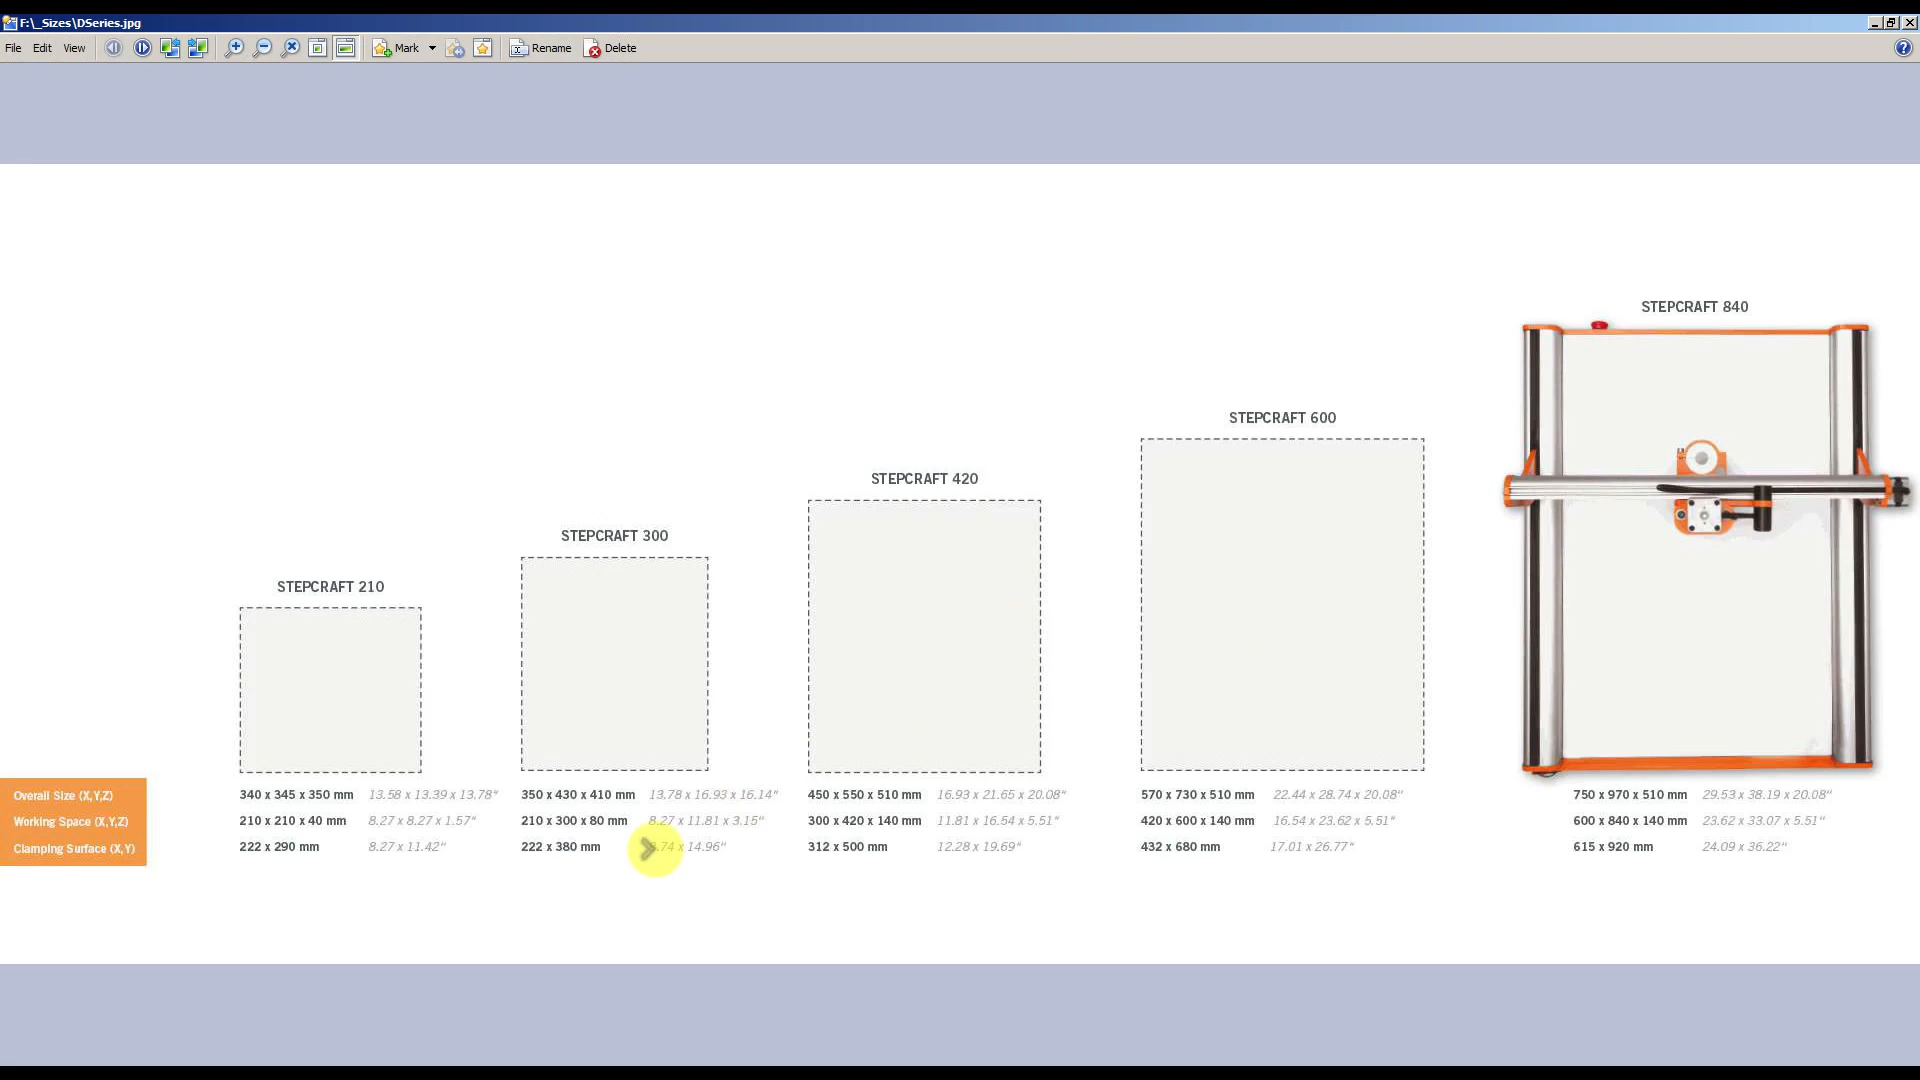 F:\_Sizes\DSeries.jpg
File Edit View Mark Rename Delete
STEPCRAFT 840
STEPCRAFT 600
STEPCRAFT 420
STEPCRAFT 300
STEPCRAFT 210
Overall Size (X,Y,Z) 340 x 345 x 350 mm 13.58 x 13.39 x 13.78" 350 x 430 x 410 mm 13.78 x 16.93 x 16.14" 450 x 550 x 510 mm 16.93 x 21.65 x 20.08" 570 x 730 x 510 mm 22.44 x 28.74 x 20.08" 750 x 970 x 510 mm 29.53 x 38.19 x 20.08"
Working Space (X,Y,Z) 210 x 210 x 40 mm 8.27 x 8.27 x 1.57" 210 x 300 x 80 mm 8.27 x 11.81 x 3.15" 300 x 420 x 140 mm 11.81 x 16.54 x 5.51" 420 x 600 x 140 mm 16.54 x 23.62 x 5.51" 600 x 840 x 140 mm 23.62 x 33.07 x 5.51"
Clamping Surface (X,Y) 222 x 290 mm 8.27 x 11.42" 222 x 380 mm x 14.96" 312 x 500 mm 12.28 x 19.69" 432 x 680 mm 17.01 x 26.77" 615 x 920 mm 24.09 x 36.22"